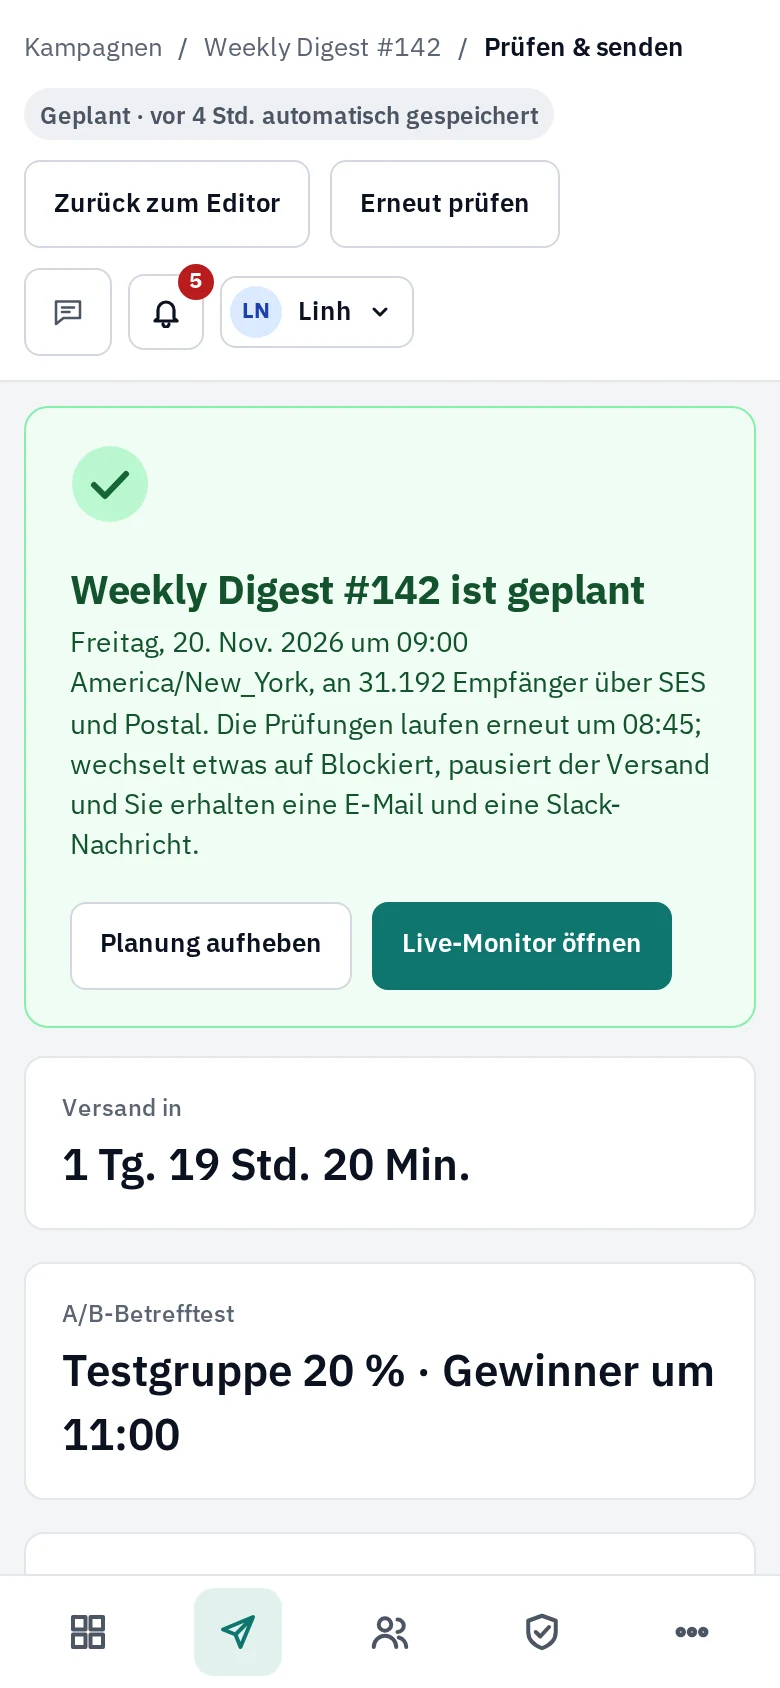 Kampagnen / Weekly Digest #142 / Prüfen & senden
Geplant · vor 4 Std. automatisch gespeichert
Zurück zum Editor
Erneut prüfen
5
LN Linh
Weekly Digest #142 ist geplant
Freitag, 20. Nov. 2026 um 09:00
America/New_York, an 31.192 Empfänger über SES
und Postal. Die Prüfungen laufen erneut um 08:45;
wechselt etwas auf Blockiert, pausiert der Versand
und Sie erhalten eine E-Mail und eine Slack-
Nachricht.
Planung aufheben
Live-Monitor öffnen
Versand in
1 Tg. 19 Std. 20 Min.
A/B-Betrefftest
Testgruppe 20 % · Gewinner um
11:00